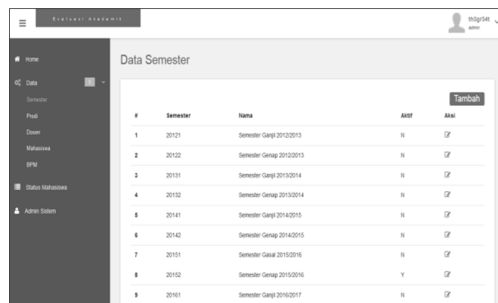 Evaluasi Akademik
th3gr34t
admin
Home
Data
Semester
Prodi
Dosen
Mahasiswa
BPM
Status Mahasiswa
Admin Sistem
Data Semester
Tambah
# Semester Nama Aktif Aksi
1 20121 Semester Ganjil 2012/2013 N
2 20122 Semester Genap 2012/2013 N
3 20131 Semester Ganjil 2013/2014 N
4 20132 Semester Genap 2013/2014 N
5 20141 Semester Ganjil 2014/2015 N
6 20142 Semester Genap 2014/2015 N
7 20151 Semester Gasal 2015/2016 N
8 20152 Semester Genap 2015/2016 Y
9 20161 Semester Ganjil 2016/2017 N